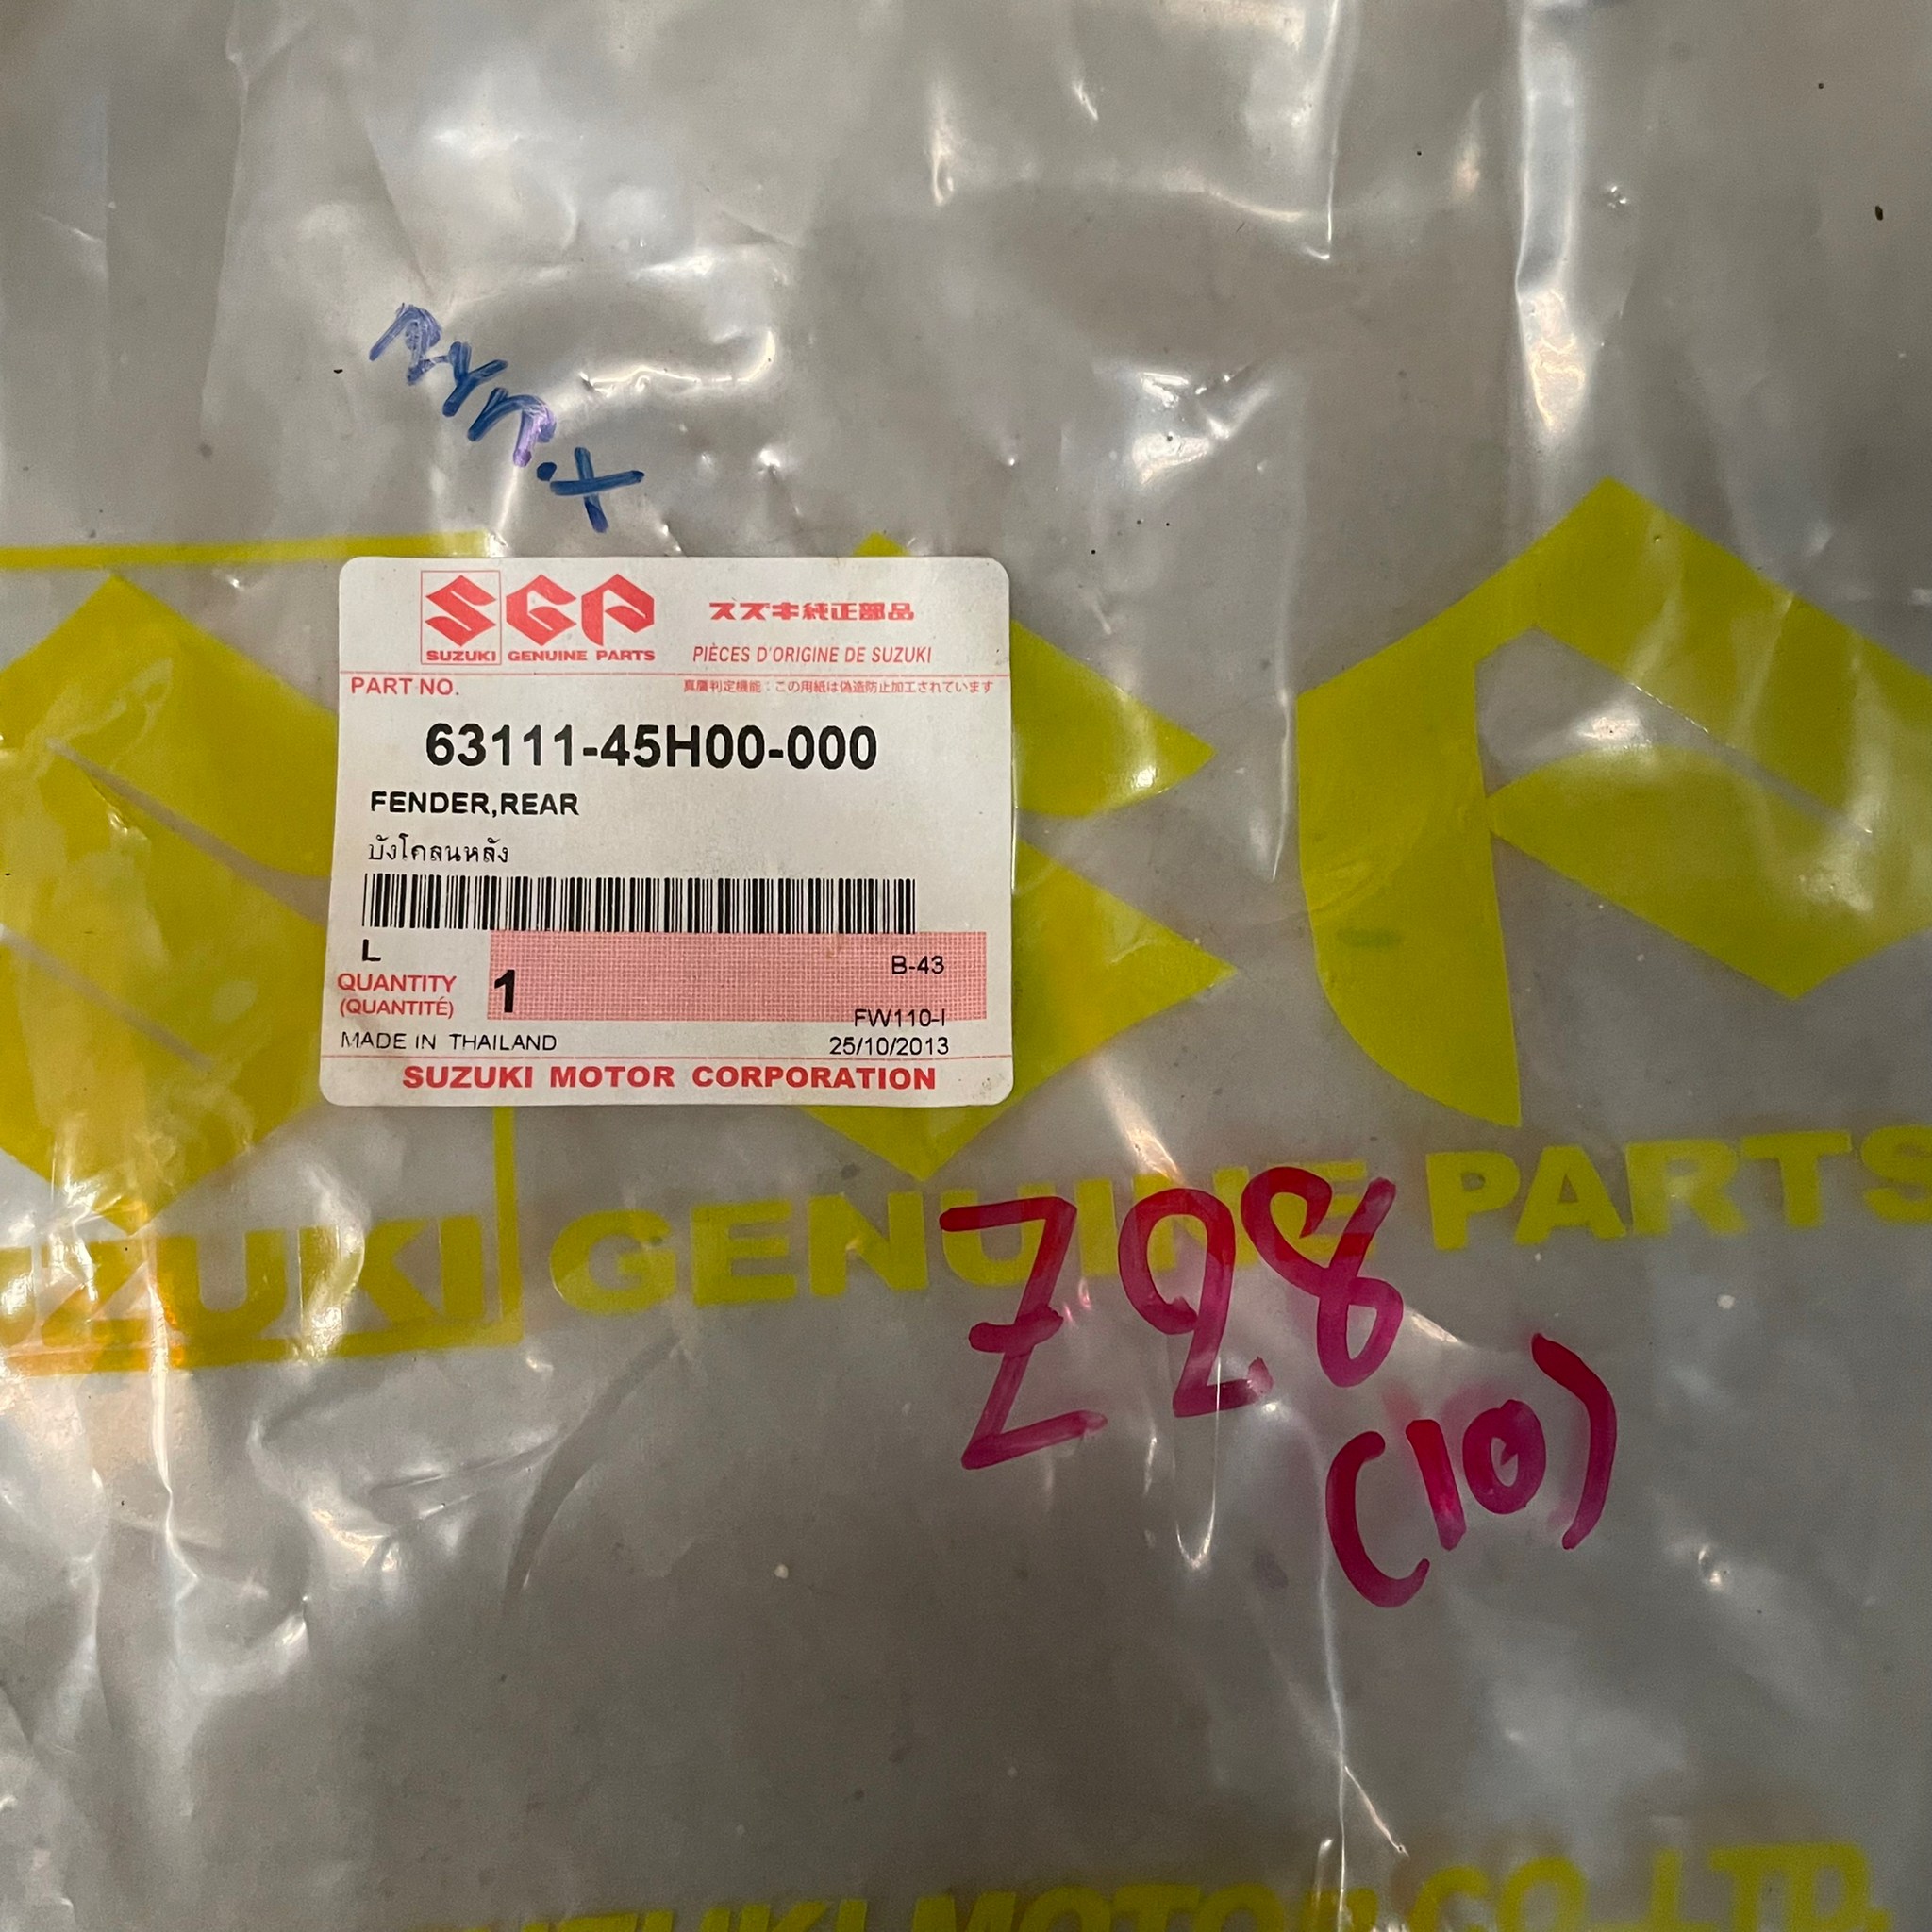 SUZUKI GENUINE PARTS
スズキ純正部品
PIÈCES D'ORIGINE DE SUZUKI
PART NO.
真贋判定機能：この用紙は偽造防止加工されています
63111-45H00-000
FENDER,REAR
บังโคลนหลัง
L
B-43
QUANTITY
(QUANTITÉ)
1
FW110-I
MADE IN THAILAND
25/10/2013
SUZUKI MOTOR CORPORATION
GENUINE PARTS
Z28
(10)
MOTOR CO.,LTD.